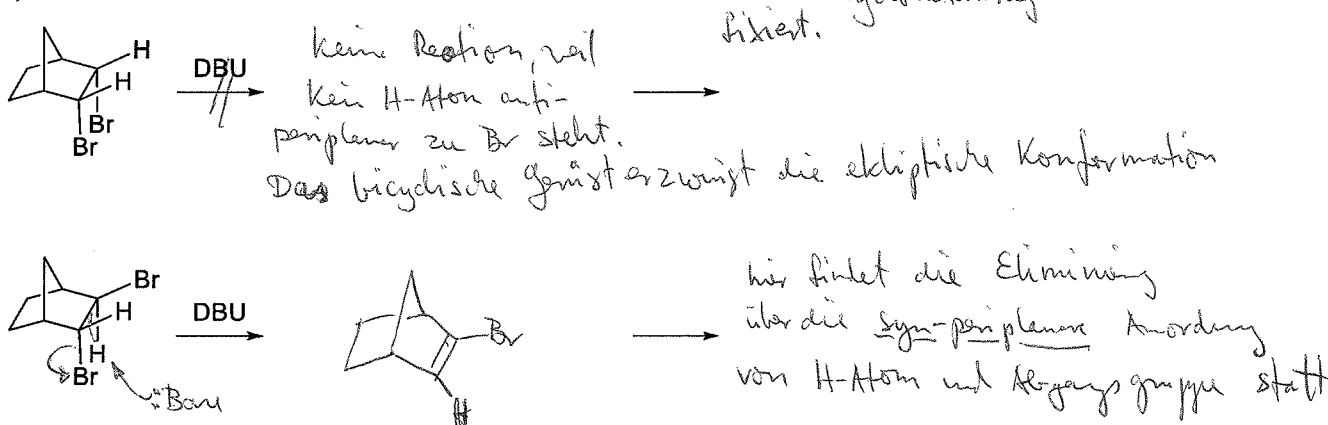 fixiert.
H
H
Br
Br
DBU
keine Reaktion, weil
kein H-Atom anti-
periplanar zu Br steht.
Das bicyclische Gerüst erzwingt die ekliptische Konformation
Br
H
H
Br
:Base
DBU
Br
H
hier findet die Eliminierung
über die syn-periplanare Anordnung
von H-Atom und Abgangsgruppe statt